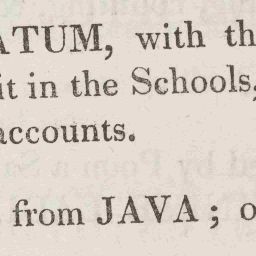 ATUM, with th
it in the Schools,
accounts.
from JAVA; o